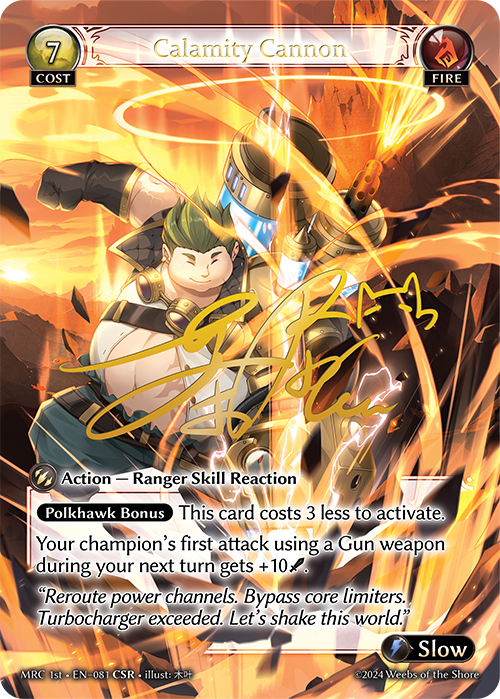 7
COST
Calamity Cannon
FIRE
Action — Ranger Skill Reaction
Polkhawk Bonus This card costs 3 less to activate.
Your champion's first attack using a Gun weapon
during your next turn gets +10.
"Reroute power channels. Bypass core limiters.
Turbocharger exceeded. Let's shake this world."
Slow
MRC 1st • EN-081 CSR • illust: 木叶
©2024 Weebs of the Shore